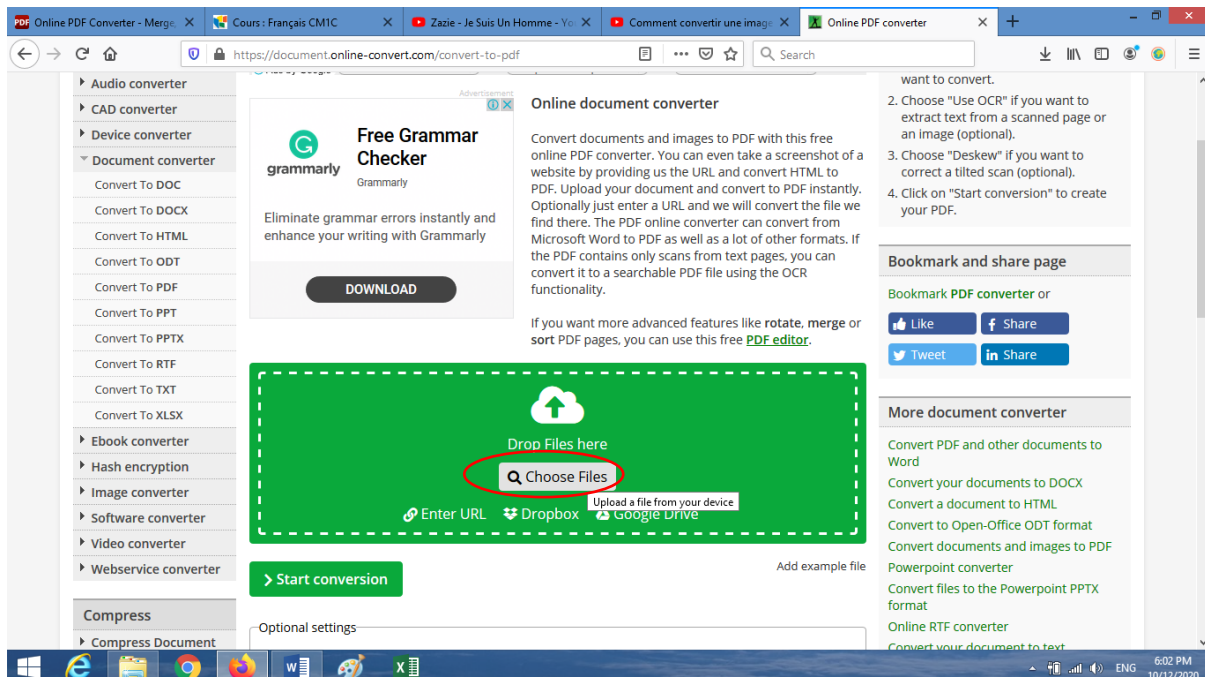 Online PDF Converter - Merge,
Cours : Français CM1C
Zazie - Je Suis Un Homme - Yo
Comment convertir une image
Online PDF converter
https://document.online-convert.com/convert-to-pdf
Search
Audio converter
CAD converter
Device converter
Document converter
Convert To DOC
Convert To DOCX
Convert To HTML
Convert To ODT
Convert To PDF
Convert To PPT
Convert To PPTX
Convert To RTF
Convert To TXT
Convert To XLSX
Ebook converter
Hash encryption
Image converter
Software converter
Video converter
Webservice converter
Compress
Compress Document
Advertisement
grammarly
Free Grammar
Checker
Grammarly
Eliminate grammar errors instantly and
enhance your writing with Grammarly
DOWNLOAD
Online document converter
Convert documents and images to PDF with this free
online PDF converter. You can even take a screenshot of a
website by providing us the URL and convert HTML to
PDF. Upload your document and convert to PDF instantly.
Optionally just enter a URL and we will convert the file we
find there. The PDF online converter can convert from
Microsoft Word to PDF as well as a lot of other formats. If
the PDF contains only scans from text pages, you can
convert it to a searchable PDF file using the OCR
functionality.
If you want more advanced features like rotate, merge or
sort PDF pages, you can use this free PDF editor.
Drop Files here
Choose Files
Upload a file from your device
Enter URL Dropbox Google Drive
Start conversion
Add example file
Optional settings
want to convert.
2. Choose "Use OCR" if you want to
extract text from a scanned page or
an image (optional).
3. Choose "Deskew" if you want to
correct a tilted scan (optional).
4. Click on "Start conversion" to create
your PDF.
Bookmark and share page
Bookmark PDF converter or
Like
Share
Tweet
Share
More document converter
Convert PDF and other documents to
Word
Convert your documents to DOCX
Convert a document to HTML
Convert to Open-Office ODT format
Convert documents and images to PDF
Powerpoint converter
Convert files to the Powerpoint PPTX
format
Online RTF converter
Convert your document to text
ENG
6:02 PM
10/12/2020